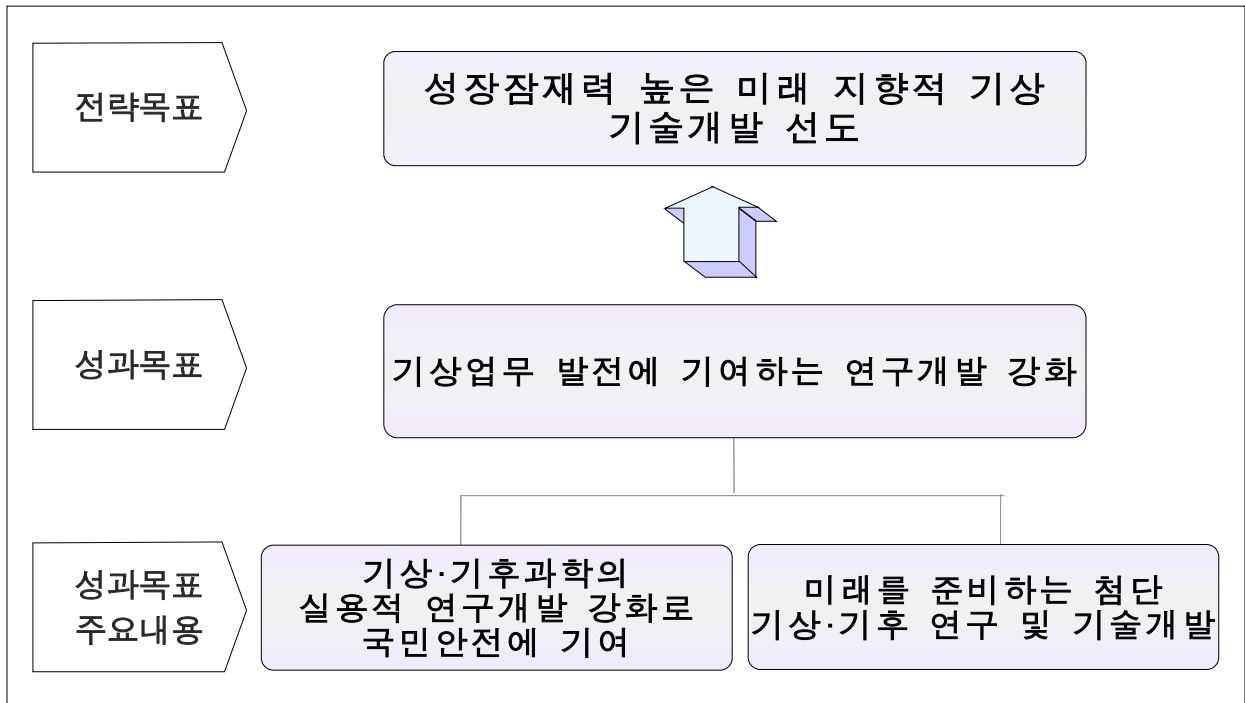 전략목표
성장잠재력 높은 미래 지향적 기상
기술개발 선도
성과목표
기상업무 발전에 기여하는 연구개발 강화
성과목표
주요내용
기상·기후과학의
실용적 연구개발 강화로
국민안전에 기여
미래를 준비하는 첨단
기상·기후 연구 및 기술개발